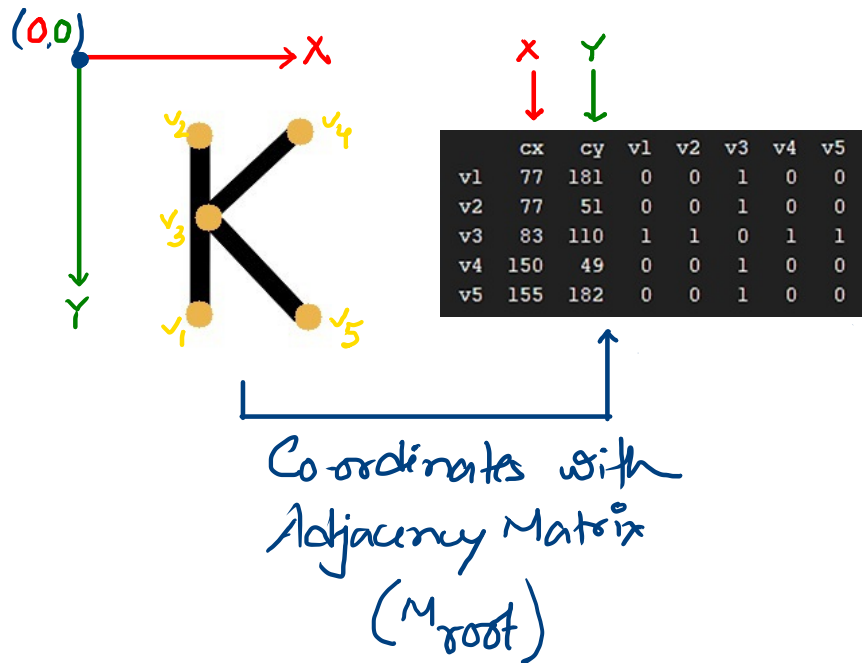 (0,0)
X
X Y
V2 V4
V3
V1 V5
Y
cx cy v1 v2 v3 v4 v5
v1 77 181 0 0 1 0 0
v2 77 51 0 0 1 0 0
v3 83 110 1 1 0 1 1
v4 150 49 0 0 1 0 0
v5 155 182 0 0 1 0 0
Co-ordinates with
Adjacency Matrix
(Mroot)